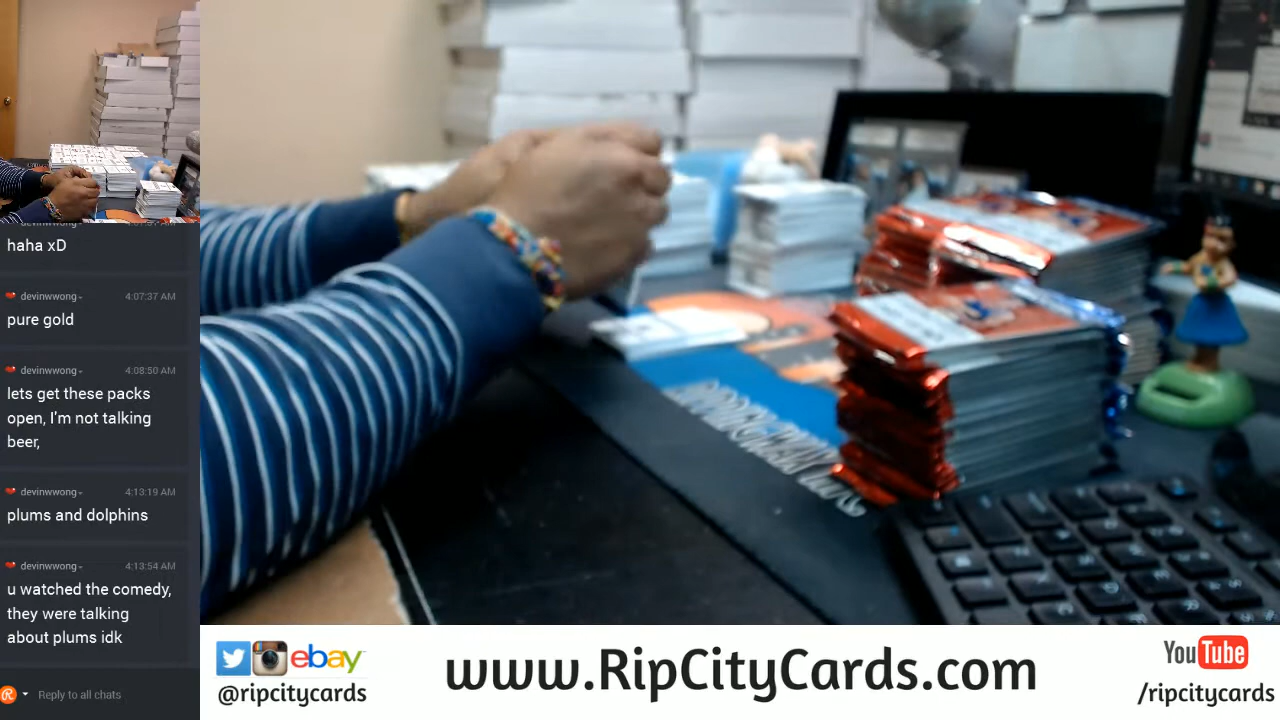 haha xD
devinwwong
4:07:37 AM
pure gold
devinwwong
4:08:50 AM
lets get these packs
open, I'm not talking
beer,
devinwwong
4:13:19 AM
plums and dolphins
devinwwong
4:13:54 AM
u watched the comedy,
they were talking
about plums idk
Reply to all chats
ebay
@ripcitycards
www.RipCityCards.com
YouTube
/ripcitycards